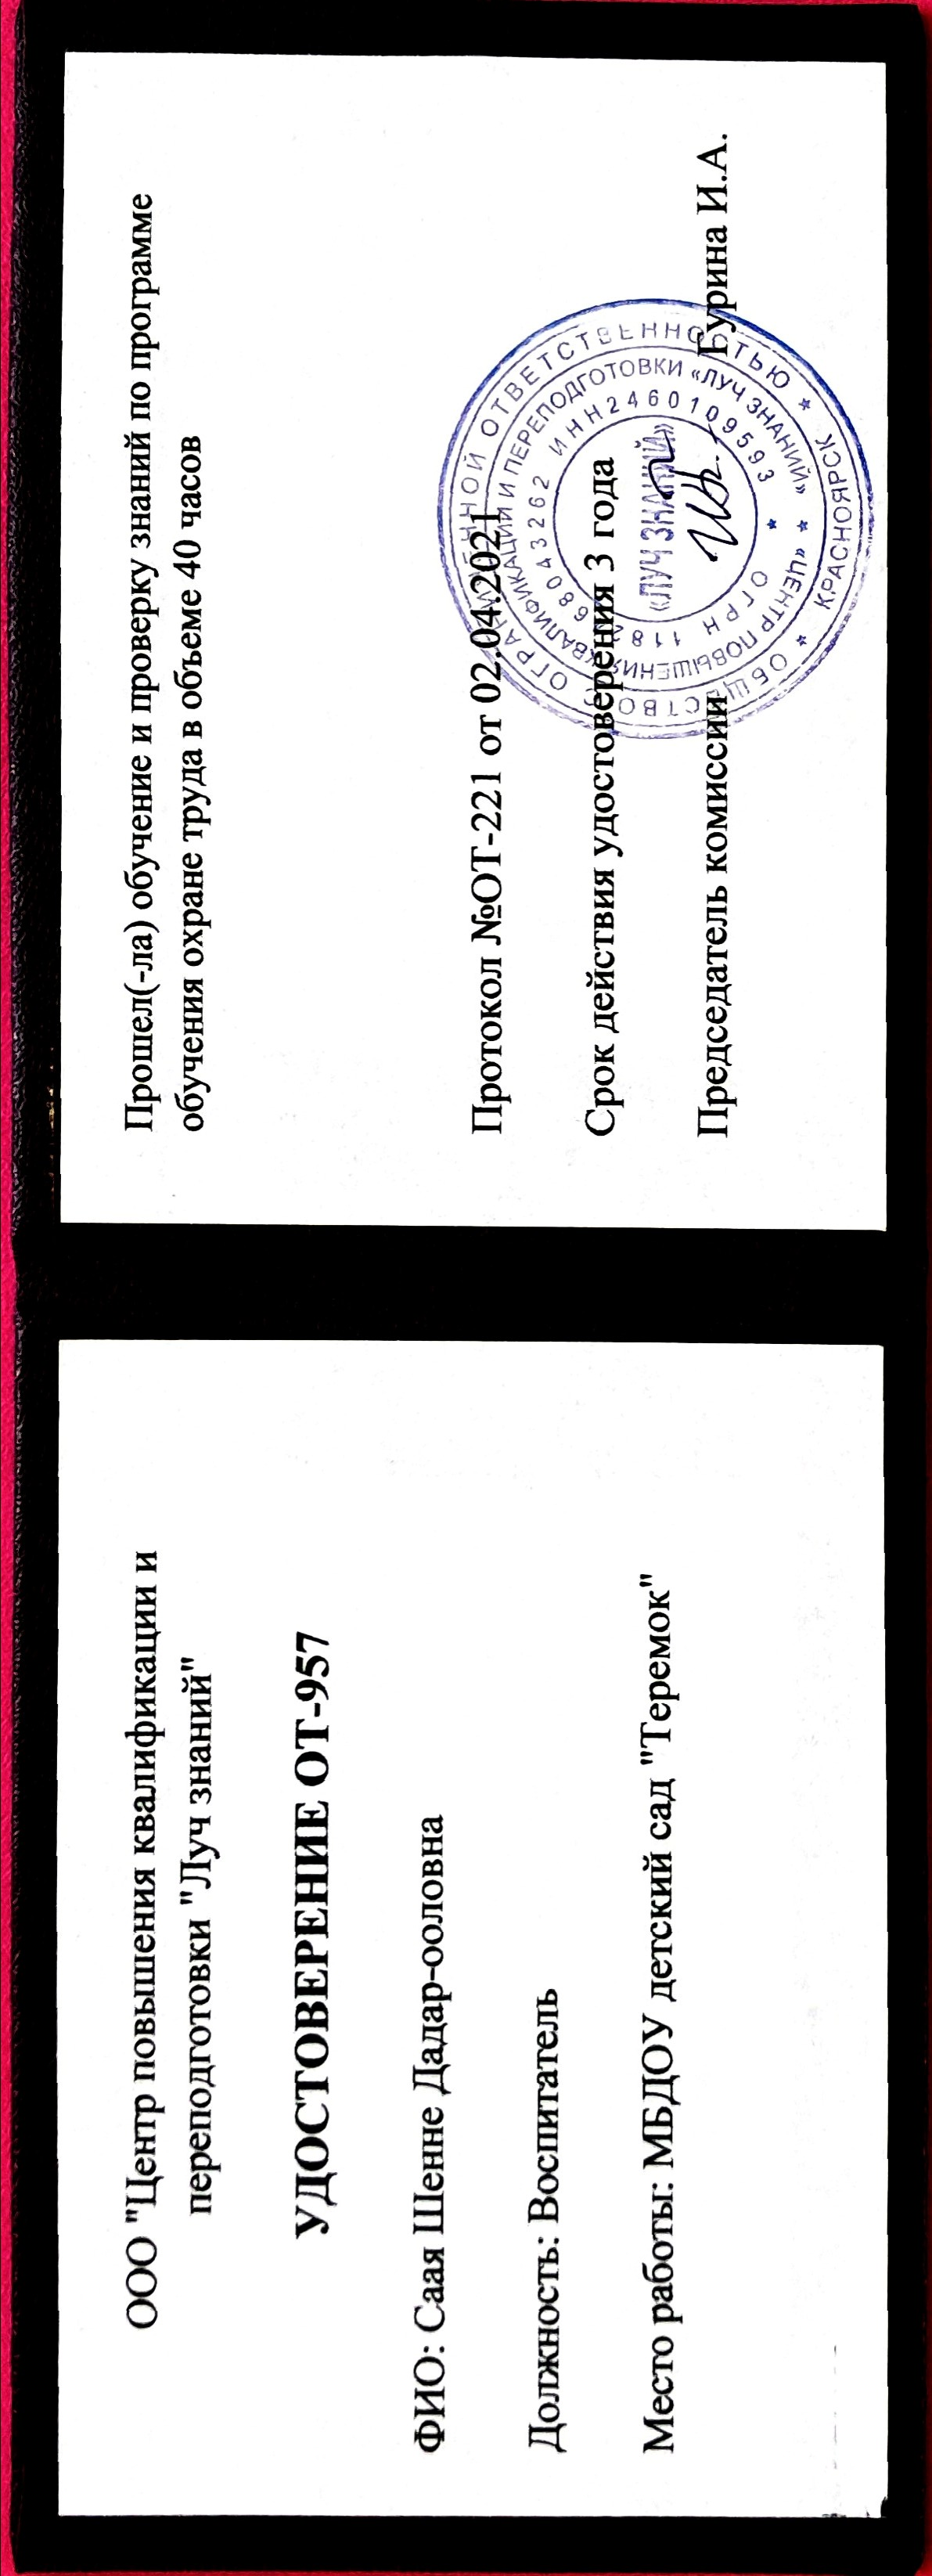 ООО "Центр повышения квалификации и
переподготовки "Луч знаний"
УДОСТОВЕРЕНИЕ ОТ-957
ФИО: Саая Шенне Дадар-ооловна
Должность: Воспитатель
Место работы: МБДОУ детский сад "Теремок"
Прошел(-ла) обучение и проверку знаний по программе
обучения охране труда в объеме 40 часов
Протокол №ОТ-221 от 02.04.2021
Срок действия удостоверения 3 года
Председатель комиссии Гурина И.А.
ОБЩЕСТВО С ОГРАНИЧЕННОЙ ОТВЕТСТВЕННОСТЬЮ
КРАСНОЯРСК
«ЦЕНТР ПОВЫШЕНИЯ КВАЛИФИКАЦИИ И ПЕРЕПОДГОТОВКИ «ЛУЧ ЗНАНИЙ»
ИНН2460109593
ОГРН
«ЛУЧ ЗНАНИЙ»